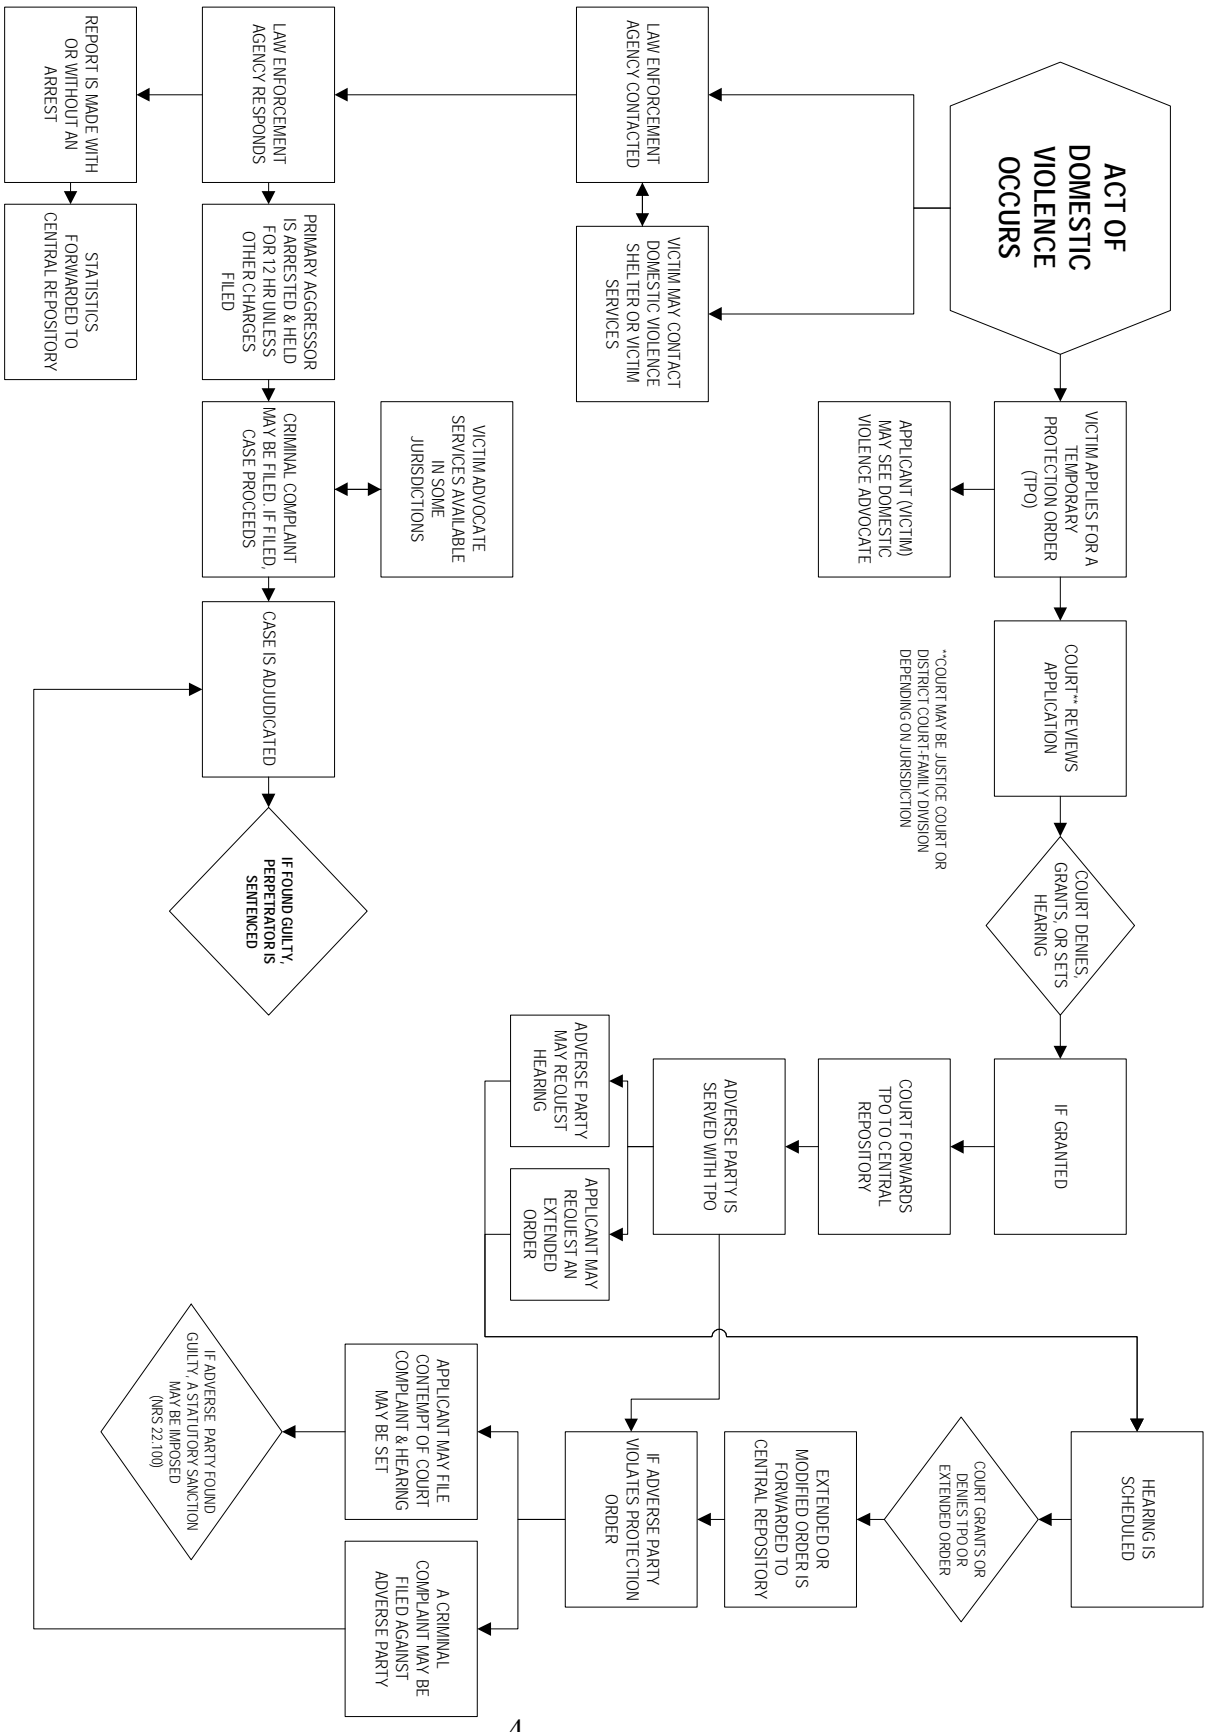 ACT OF
DOMESTIC
VIOLENCE
OCCURS
VICTIM APPLIES FOR A
TEMPORARY
PROTECTION ORDER
(TPO)
COURT** REVIEWS
APPLICATION
COURT DENIES,
GRANTS, OR SETS
HEARING
IF GRANTED
HEARING IS
SCHEDULED
APPLICANT (VICTIM)
MAY SEE DOMESTIC
VIOLENCE ADVOCATE
**COURT MAY BE JUSTICE COURT OR
DISTRICT COURT-FAMILY DIVISION
DEPENDING ON JURISDICTION
COURT FORWARDS
TPO TO CENTRAL
REPOSITORY
COURT GRANTS OR
DENIES TPO OR
EXTENDED ORDER
ADVERSE PARTY IS
SERVED WITH TPO
EXTENDED OR
MODIFIED ORDER IS
FORWARDED TO
CENTRAL REPOSITORY
LAW ENFORCEMENT
AGENCY CONTACTED
VICTIM MAY CONTACT
DOMESTIC VIOLENCE
SHELTER OR VICTIM
SERVICES
ADVERSE PARTY
MAY REQUEST
HEARING
APPLICANT MAY
REQUEST AN
EXTENDED
ORDER
IF ADVERSE PARTY
VIOLATES PROTECTION
ORDER
VICTIM ADVOCATE
SERVICES AVAILABLE
IN SOME
JURISDICTIONS
APPLICANT MAY FILE
CONTEMPT OF COURT
COMPLAINT & HEARING
MAY BE SET
A CRIMINAL
COMPLAINT MAY BE
FILED AGAINST
ADVERSE PARTY
LAW ENFORCEMENT
AGENCY RESPONDS
PRIMARY AGGRESSOR
IS ARRESTED & HELD
FOR 12 HR UNLESS
OTHER CHARGES
FILED
CRIMINAL COMPLAINT
MAY BE FILED. IF FILED,
CASE PROCEEDS
CASE IS ADJUDICATED
IF FOUND GUILTY,
PERPETRATOR IS
SENTENCED
IF ADVERSE PARTY FOUND
GUILTY, A STATUTORY SANCTION
MAY BE IMPOSED
(NRS 22.100)
REPORT IS MADE WITH
OR WITHOUT AN
ARREST
STATISTICS
FORWARDED TO
CENTRAL REPOSITORY
4